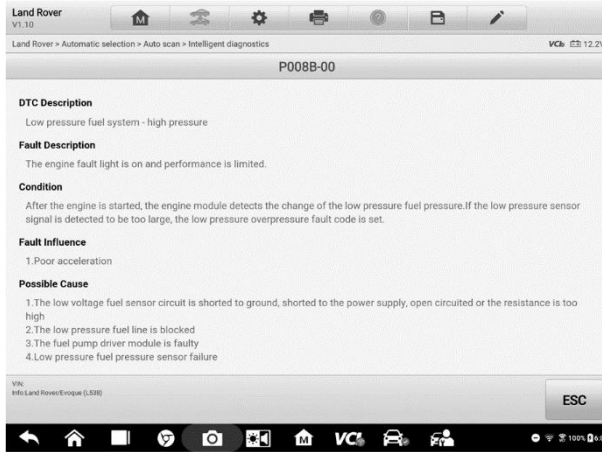 Land Rover
V1.10
Land Rover > Automatic selection > Auto scan > Intelligent diagnostics
VCI 12.2V
P008B-00
DTC Description
Low pressure fuel system - high pressure
Fault Description
The engine fault light is on and performance is limited.
Condition
After the engine is started, the engine module detects the change of the low pressure fuel pressure.If the low pressure sensor
signal is detected to be too large, the low pressure overpressure fault code is set.
Fault Influence
1.Poor acceleration
Possible Cause
1.The low voltage fuel sensor circuit is shorted to ground, shorted to the power supply, open circuited or the resistance is too
high
2.The low pressure fuel line is blocked
3.The fuel pump driver module is faulty
4.Low pressure fuel pressure sensor failure
VIN:
Info:Land Rover/Evoque (L538)
ESC
M
M
VCI
100%